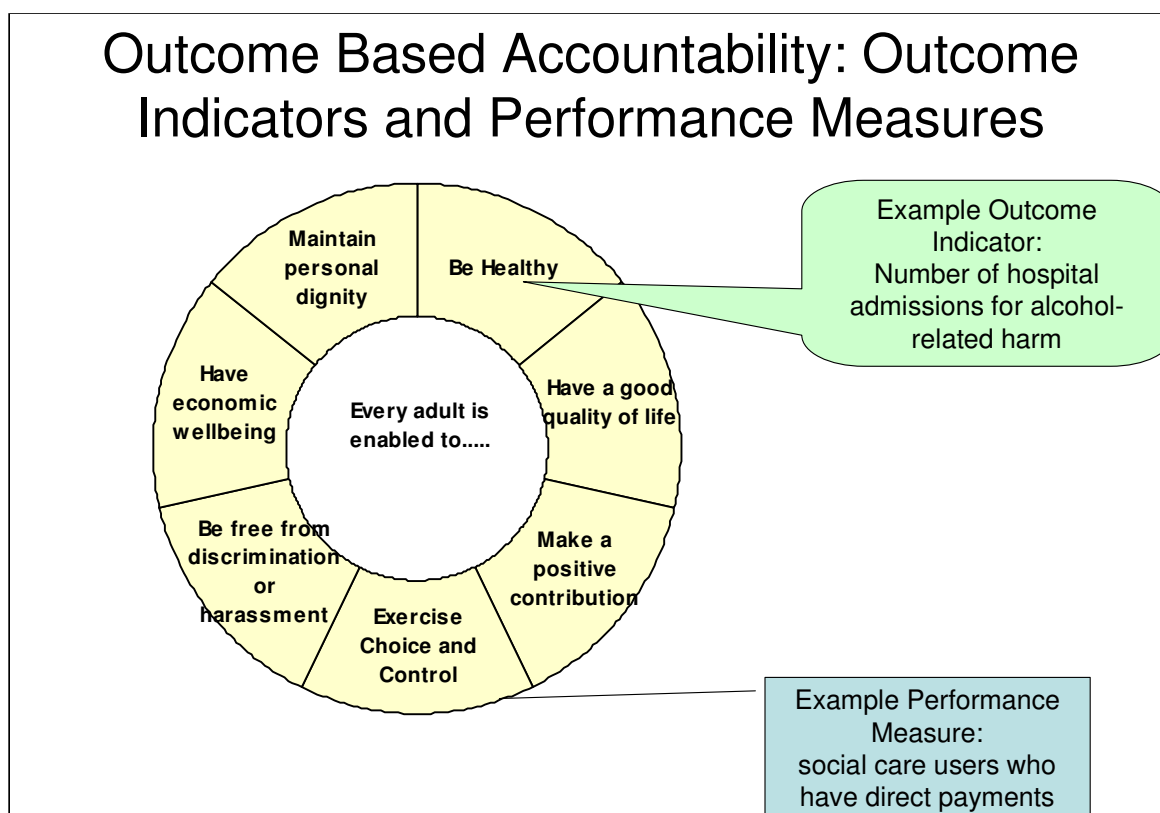 Outcome Based Accountability: Outcome
Indicators and Performance Measures
Maintain
personal
dignity
Be Healthy
Example Outcome
Indicator:
Number of hospital
admissions for alcohol-
related harm
Have
economic
wellbeing
Every adult is
enabled to.....
Have a good
quality of life
Be free from
discrimination
or
harassment
Make a
positive
contribution
Exercise
Choice and
Control
Example Performance
Measure:
social care users who
have direct payments